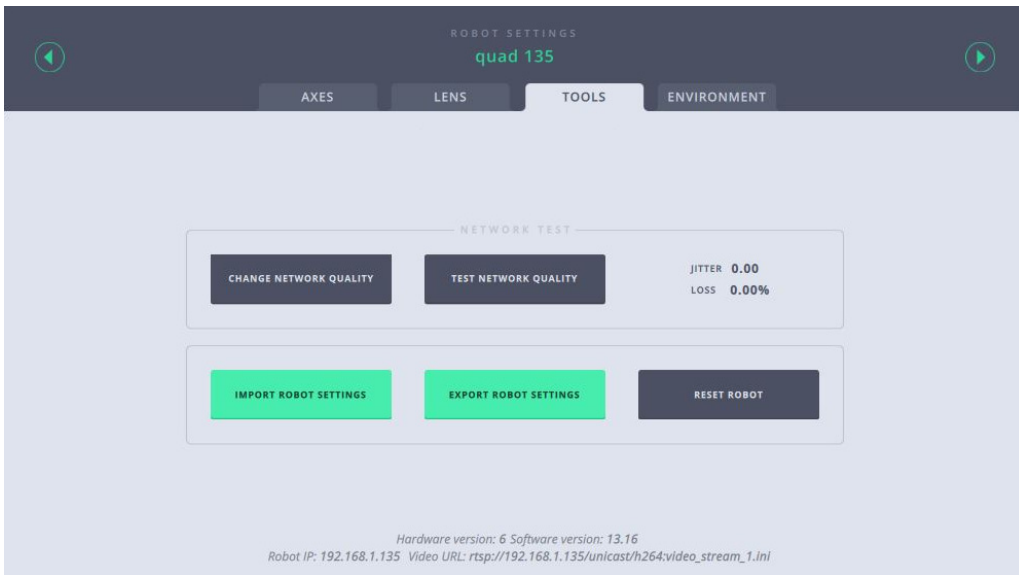 ROBOT SETTINGS
quad 135
AXES LENS TOOLS ENVIRONMENT
NETWORK TEST
CHANGE NETWORK QUALITY TEST NETWORK QUALITY JITTER 0.00
LOSS 0.00%
IMPORT ROBOT SETTINGS EXPORT ROBOT SETTINGS RESET ROBOT
Hardware version: 6 Software version: 13.16
Robot IP: 192.168.1.135 Video URL: rtsp://192.168.1.135/unicast/h264:video_stream_1.ini